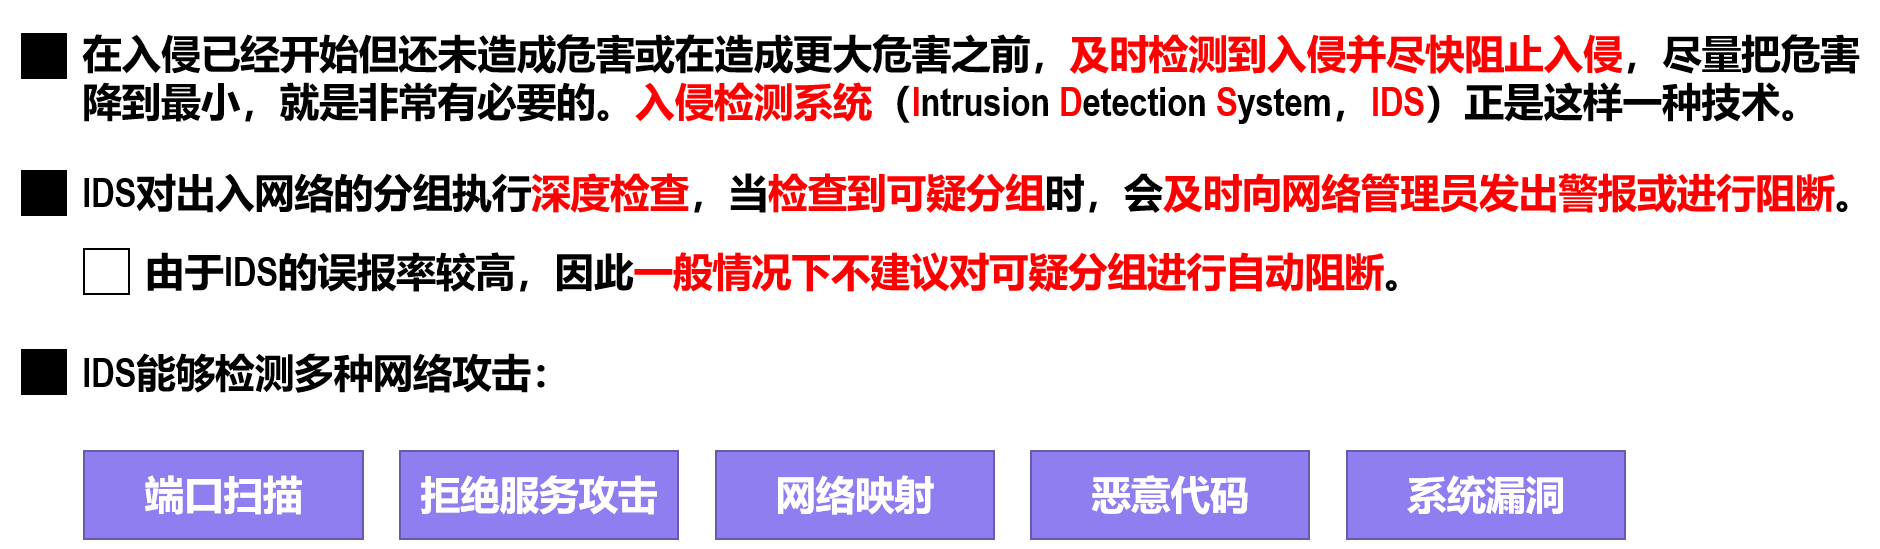 在入侵已经开始但还未造成危害或在造成更大危害之前，及时检测到入侵并尽快阻止入侵，尽量把危害
降到最小，就是非常有必要的。入侵检测系统（Intrusion Detection System，IDS）正是这样一种技术。
IDS对出入网络的分组执行深度检查，当检查到可疑分组时，会及时向网络管理员发出警报或进行阻断。
由于IDS的误报率较高，因此一般情况下不建议对可疑分组进行自动阻断。
IDS能够检测多种网络攻击：
端口扫描
拒绝服务攻击
网络映射
恶意代码
系统漏洞